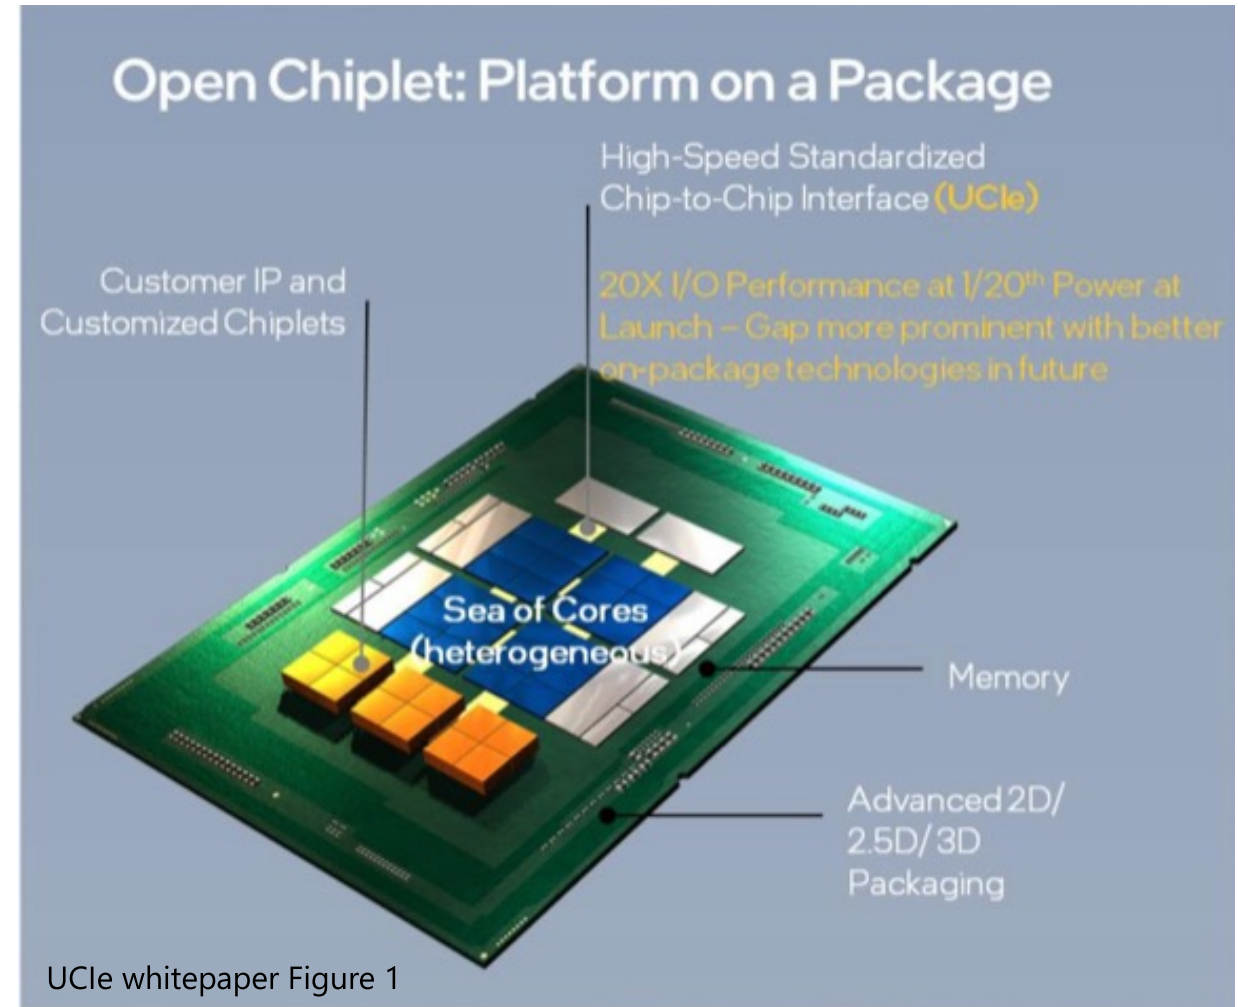 Open Chiplet: Platform on a Package
High-Speed Standardized
Chip-to-Chip Interface (UCIe)
20X I/O Performance at 1/20th Power at
Launch – Gap more prominent with better
on-package technologies in future
Customer IP and
Customized Chiplets
Sea of Cores
(heterogeneous)
Memory
Advanced 2D/
2.5D/ 3D
Packaging
UCIe whitepaper Figure 1